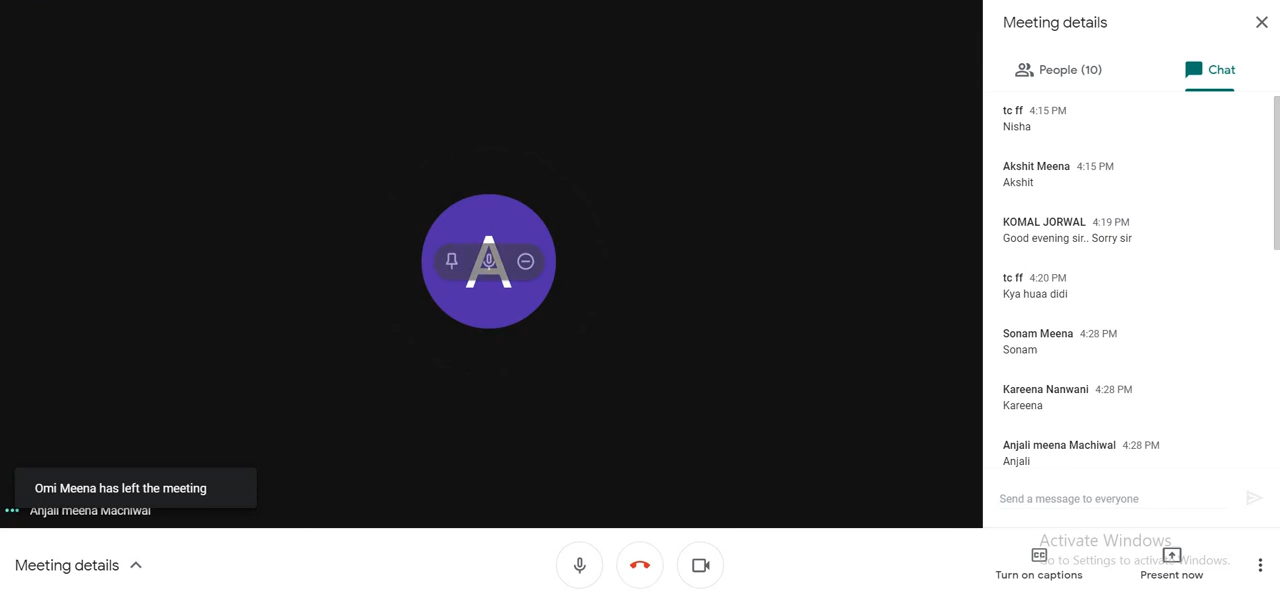 Meeting details
People (10)
Chat
tc ff 4:15 PM
Nisha
Akshit Meena 4:15 PM
Akshit
KOMAL JORWAL 4:19 PM
Good evening sir.. Sorry sir
tc ff 4:20 PM
Kya huaa didi
Sonam Meena 4:28 PM
Sonam
Kareena Nanwani 4:28 PM
Kareena
Anjali meena Machiwal 4:28 PM
Anjali
Send a message to everyone
A
Omi Meena has left the meeting
Anjali meena Machiwal
Meeting details
Activate Windows
Go to Settings to activate Windows.
CC
Turn on captions
Present now